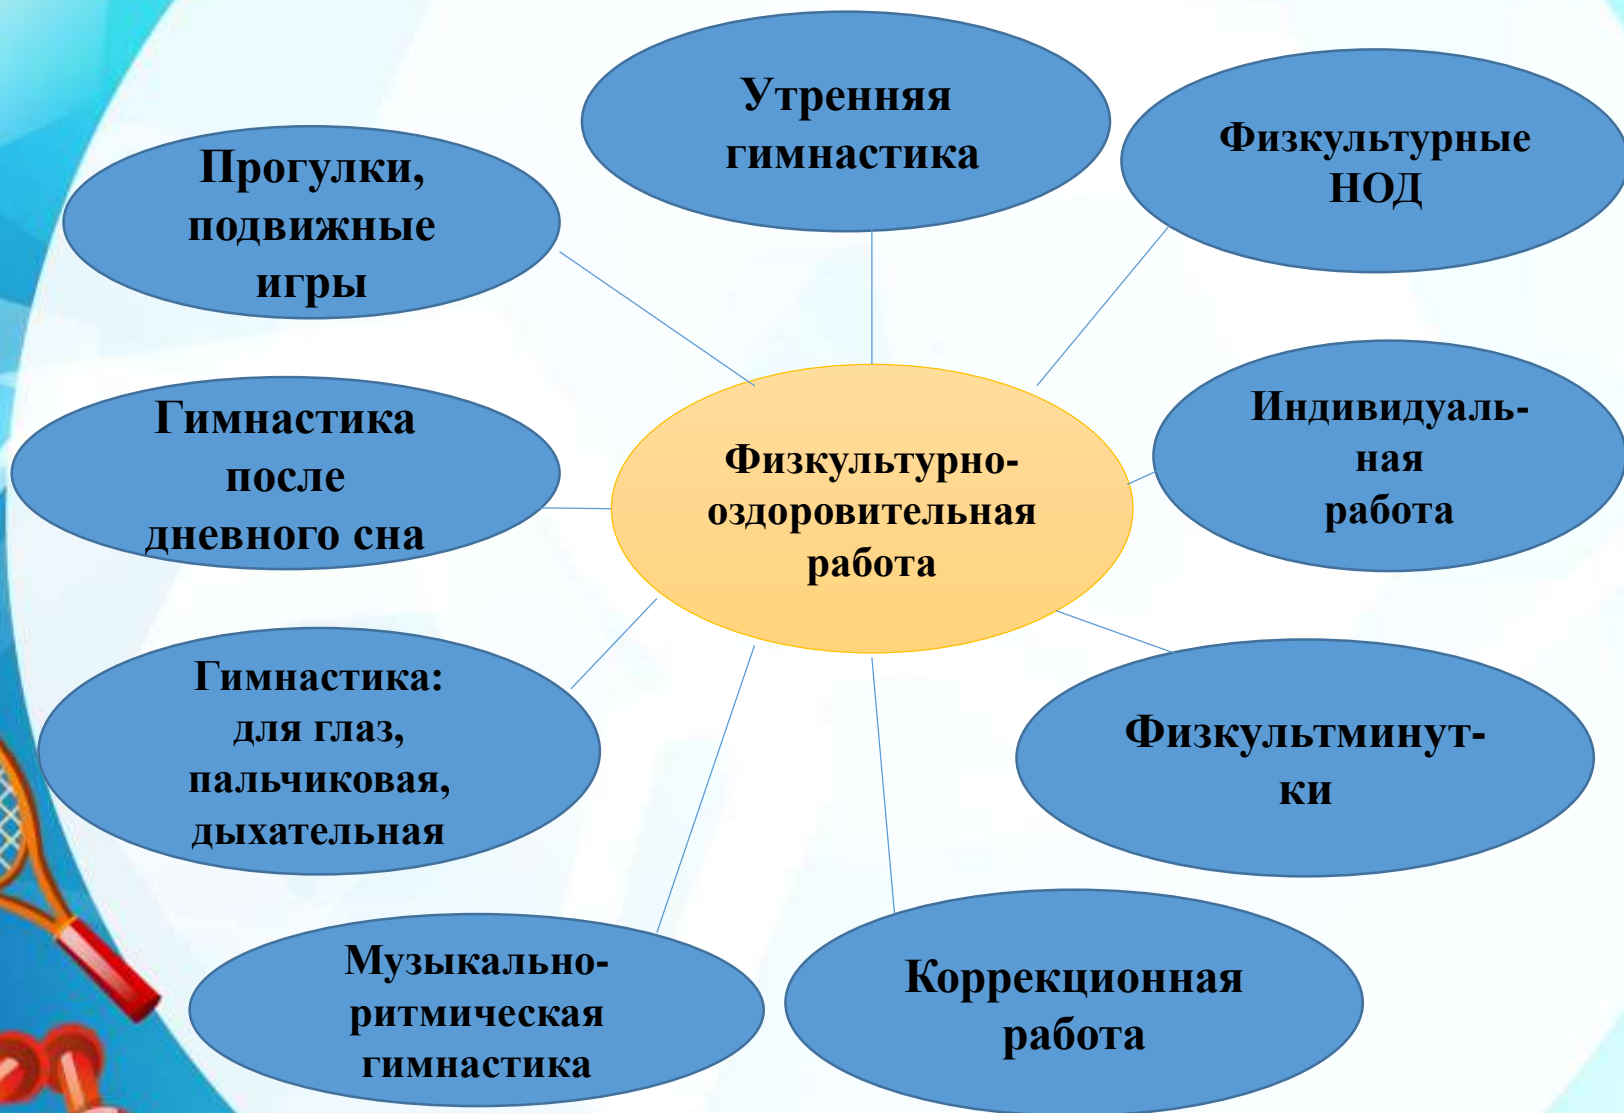 Утренняя
гимнастика
Физкультурные
НОД
Прогулки,
подвижные
игры
Индивидуаль-
ная
работа
Гимнастика
после
дневного сна
Физкультурно-
оздоровительная
работа
Гимнастика:
для глаз,
пальчиковая,
дыхательная
Физкультминут-
ки
Музыкально-
ритмическая
гимнастика
Коррекционная
работа